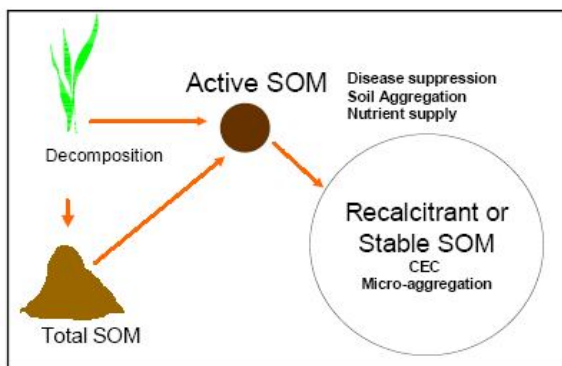 Active SOM
Disease suppression
Soil Aggregation
Nutrient supply
Decomposition
Recalcitrant or
Stable SOM
CEC
Micro-aggregation
Total SOM